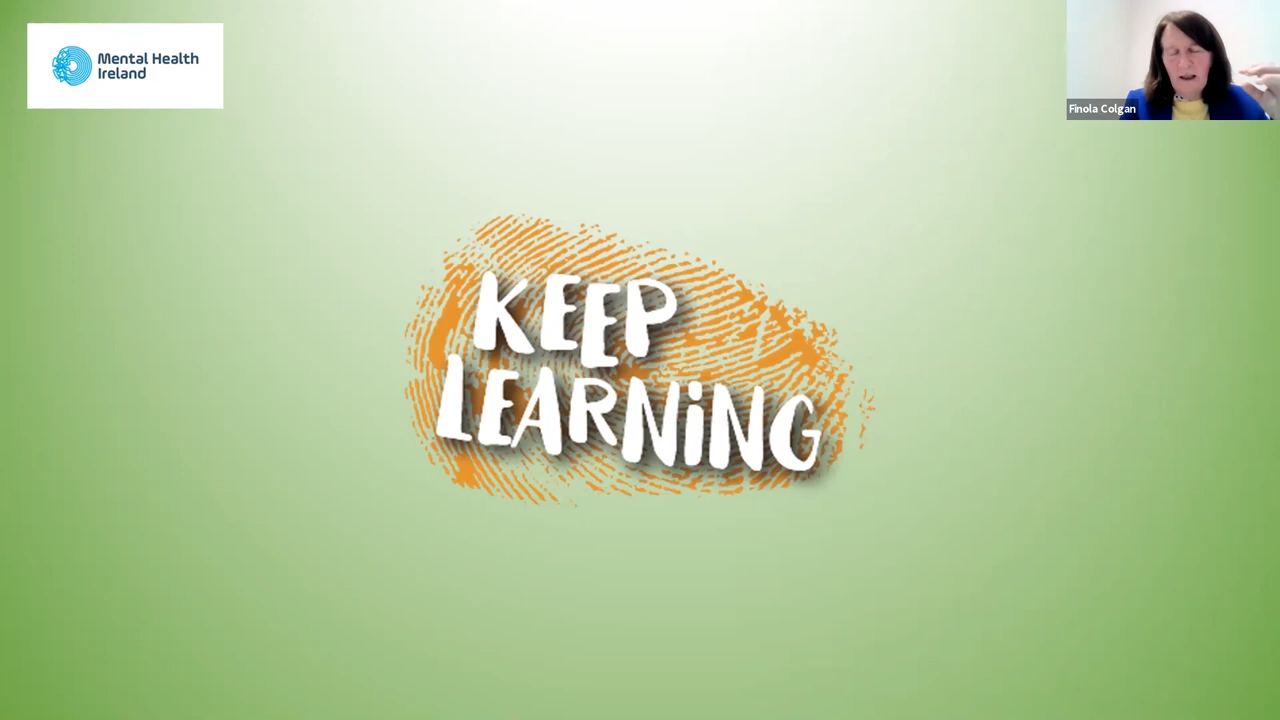 Mental Health
Ireland
Finola Colgan
KEEP
LEARNiNG